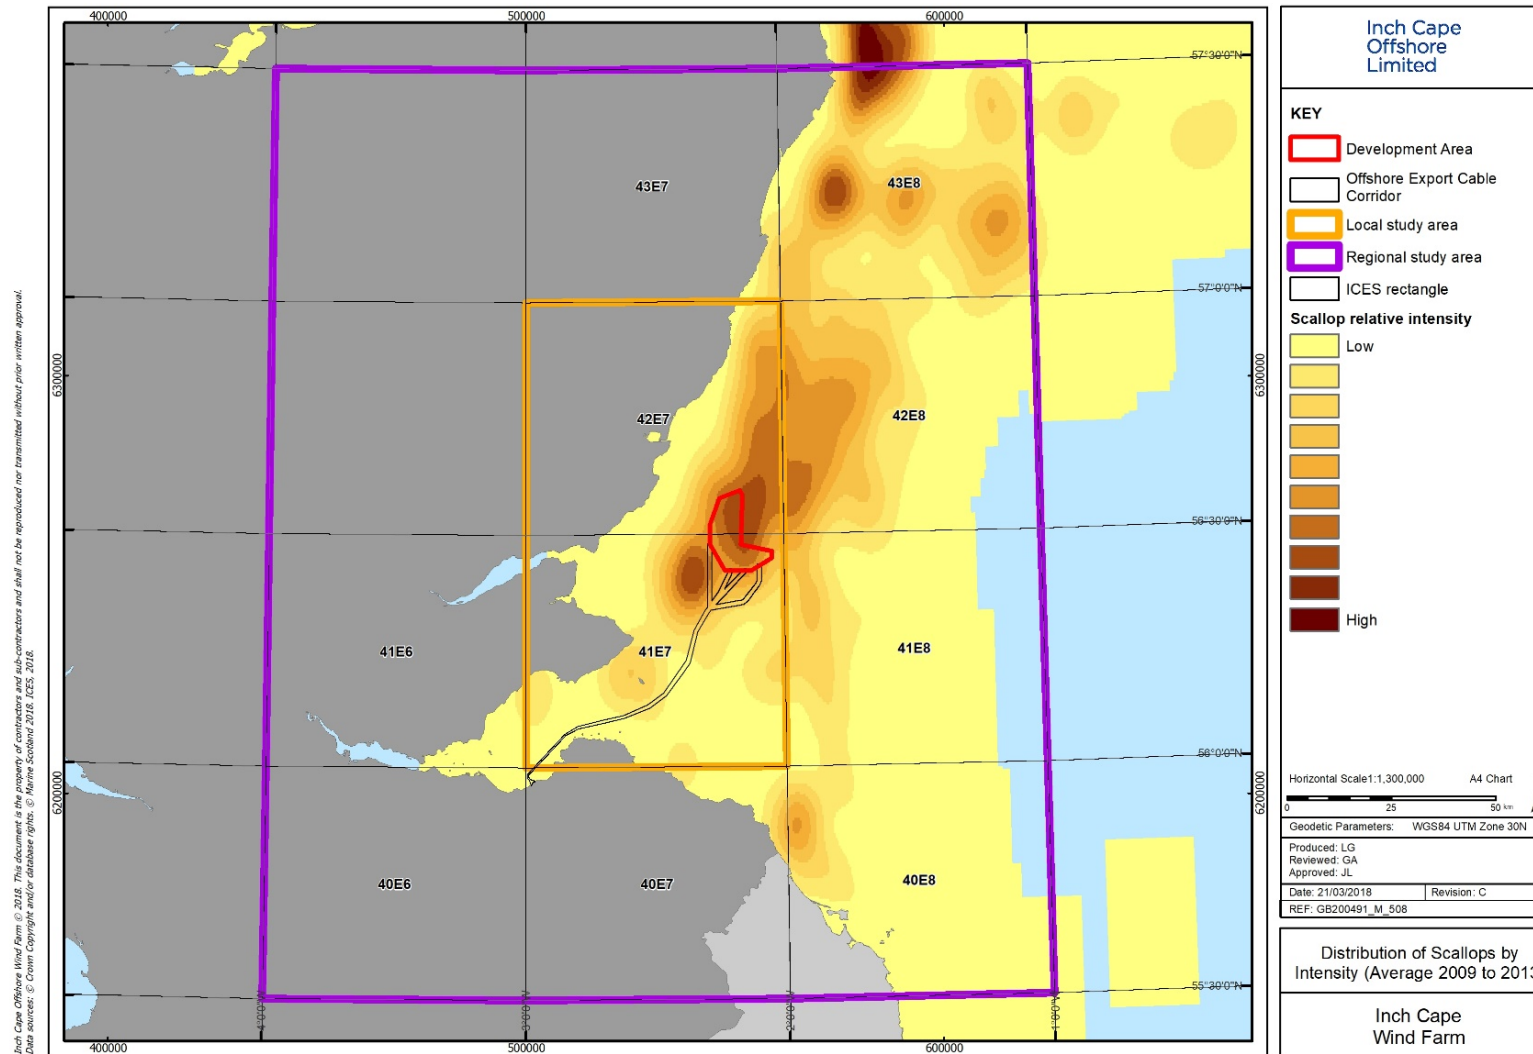 400000
500000
600000
57°30'0"N
43E7
43E8
57°0'0"N
6300000
6300000
42E7
42E8
56°30'0"N
41E6
41E7
41E8
56°0'0"N
6200000
6200000
40E6
40E7
40E8
55°30'0"N
4°0'0"W
3°0'0"W
2°0'0"W
1°0'0"W
400000
500000
600000
Inch Cape Offshore Wind Farm © 2018. This document is the property of contractors and sub-contractors and shall not be reproduced nor transmitted without prior written approval.
Data sources: © Crown Copyright and/or database rights. © Marine Scotland 2018. ICES, 2018.
Inch Cape
Offshore
Limited
KEY
Development Area
Offshore Export Cable
Corridor
Local study area
Regional study area
ICES rectangle
Scallop relative intensity
Low
High
Horizontal Scale1:1,300,000 A4 Chart
0 25 50 km
Geodetic Parameters: WGS84 UTM Zone 30N
Produced: LG
Reviewed: GA
Approved: JL
Date: 21/03/2018 Revision: C
REF: GB200491_M_508
Distribution of Scallops by
Intensity (Average 2009 to 2013
Inch Cape
Wind Farm